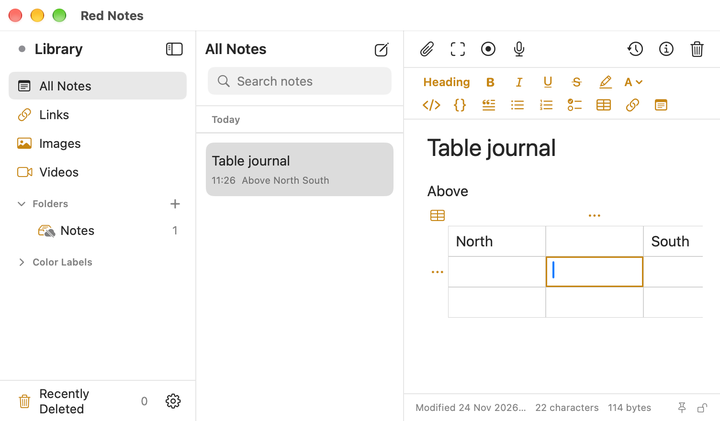 Red Notes
Library
All Notes
Links
Images
Videos
Folders
Notes 1
Color Labels
Recently Deleted 0
All Notes
Search notes
Today
Table journal
11:26 Above North South
Heading B I U S A
</> {}
Table journal
Above
North South
Modified 24 Nov 2026... 22 characters 114 bytes